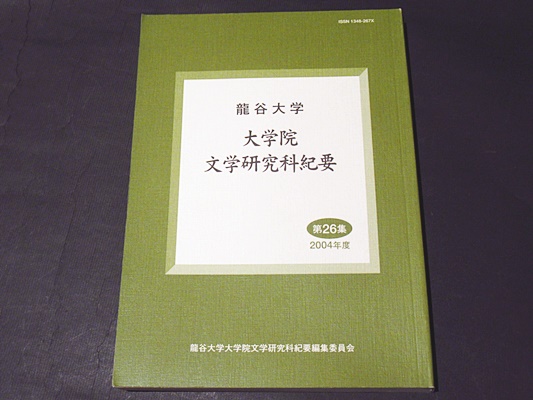 ISSN 1346-267X
龍谷大学
大学院
文学研究科紀要
第26集
2004年度
龍谷大学大学院文学研究科紀要編集委員会